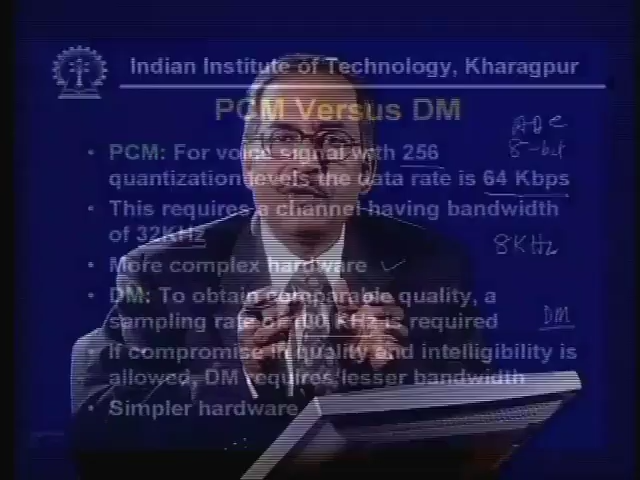 Indian Institute of Technology, Kharagpur
PCM Versus DM
• PCM: For voice signal with 256
quantization levels the data rate is 64 Kbps
• This requires a channel having bandwidth
of 32KHz
• More complex hardware ✓
• DM: To obtain comparable quality, a
sampling rate of 100 KHz is required
• If compromise in quality and intelligibility is
allowed, DM requires lesser bandwidth
• Simpler hardware
ADC
8-bit
8KHz
DM